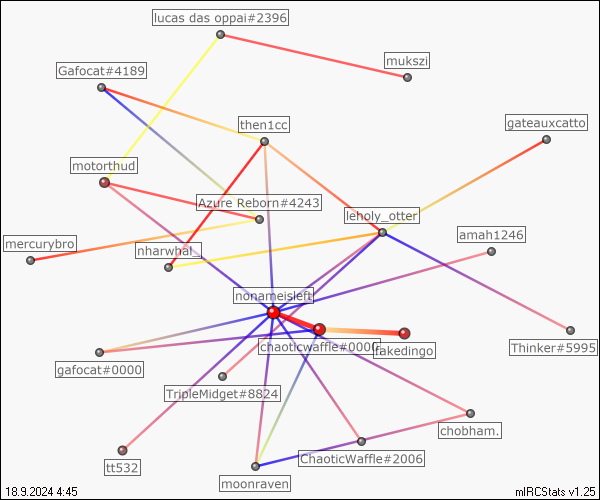 lucas das oppai#2396
mukszi
Gafocat#4189
gateauxcatto
then1cc
motorthud
Azure Reborn#4243
leholy_otter
amah1246
mercurybro
nharwhal_
nonameisleft
chaoticwaffle#0000
fakedingo
Thinker#5995
gafocat#0000
TripleMidget#8824
chobham.
ChaoticWaffle#2006
tt532
moonraven
18.9.2024 4:45
mIRCStats v1.25